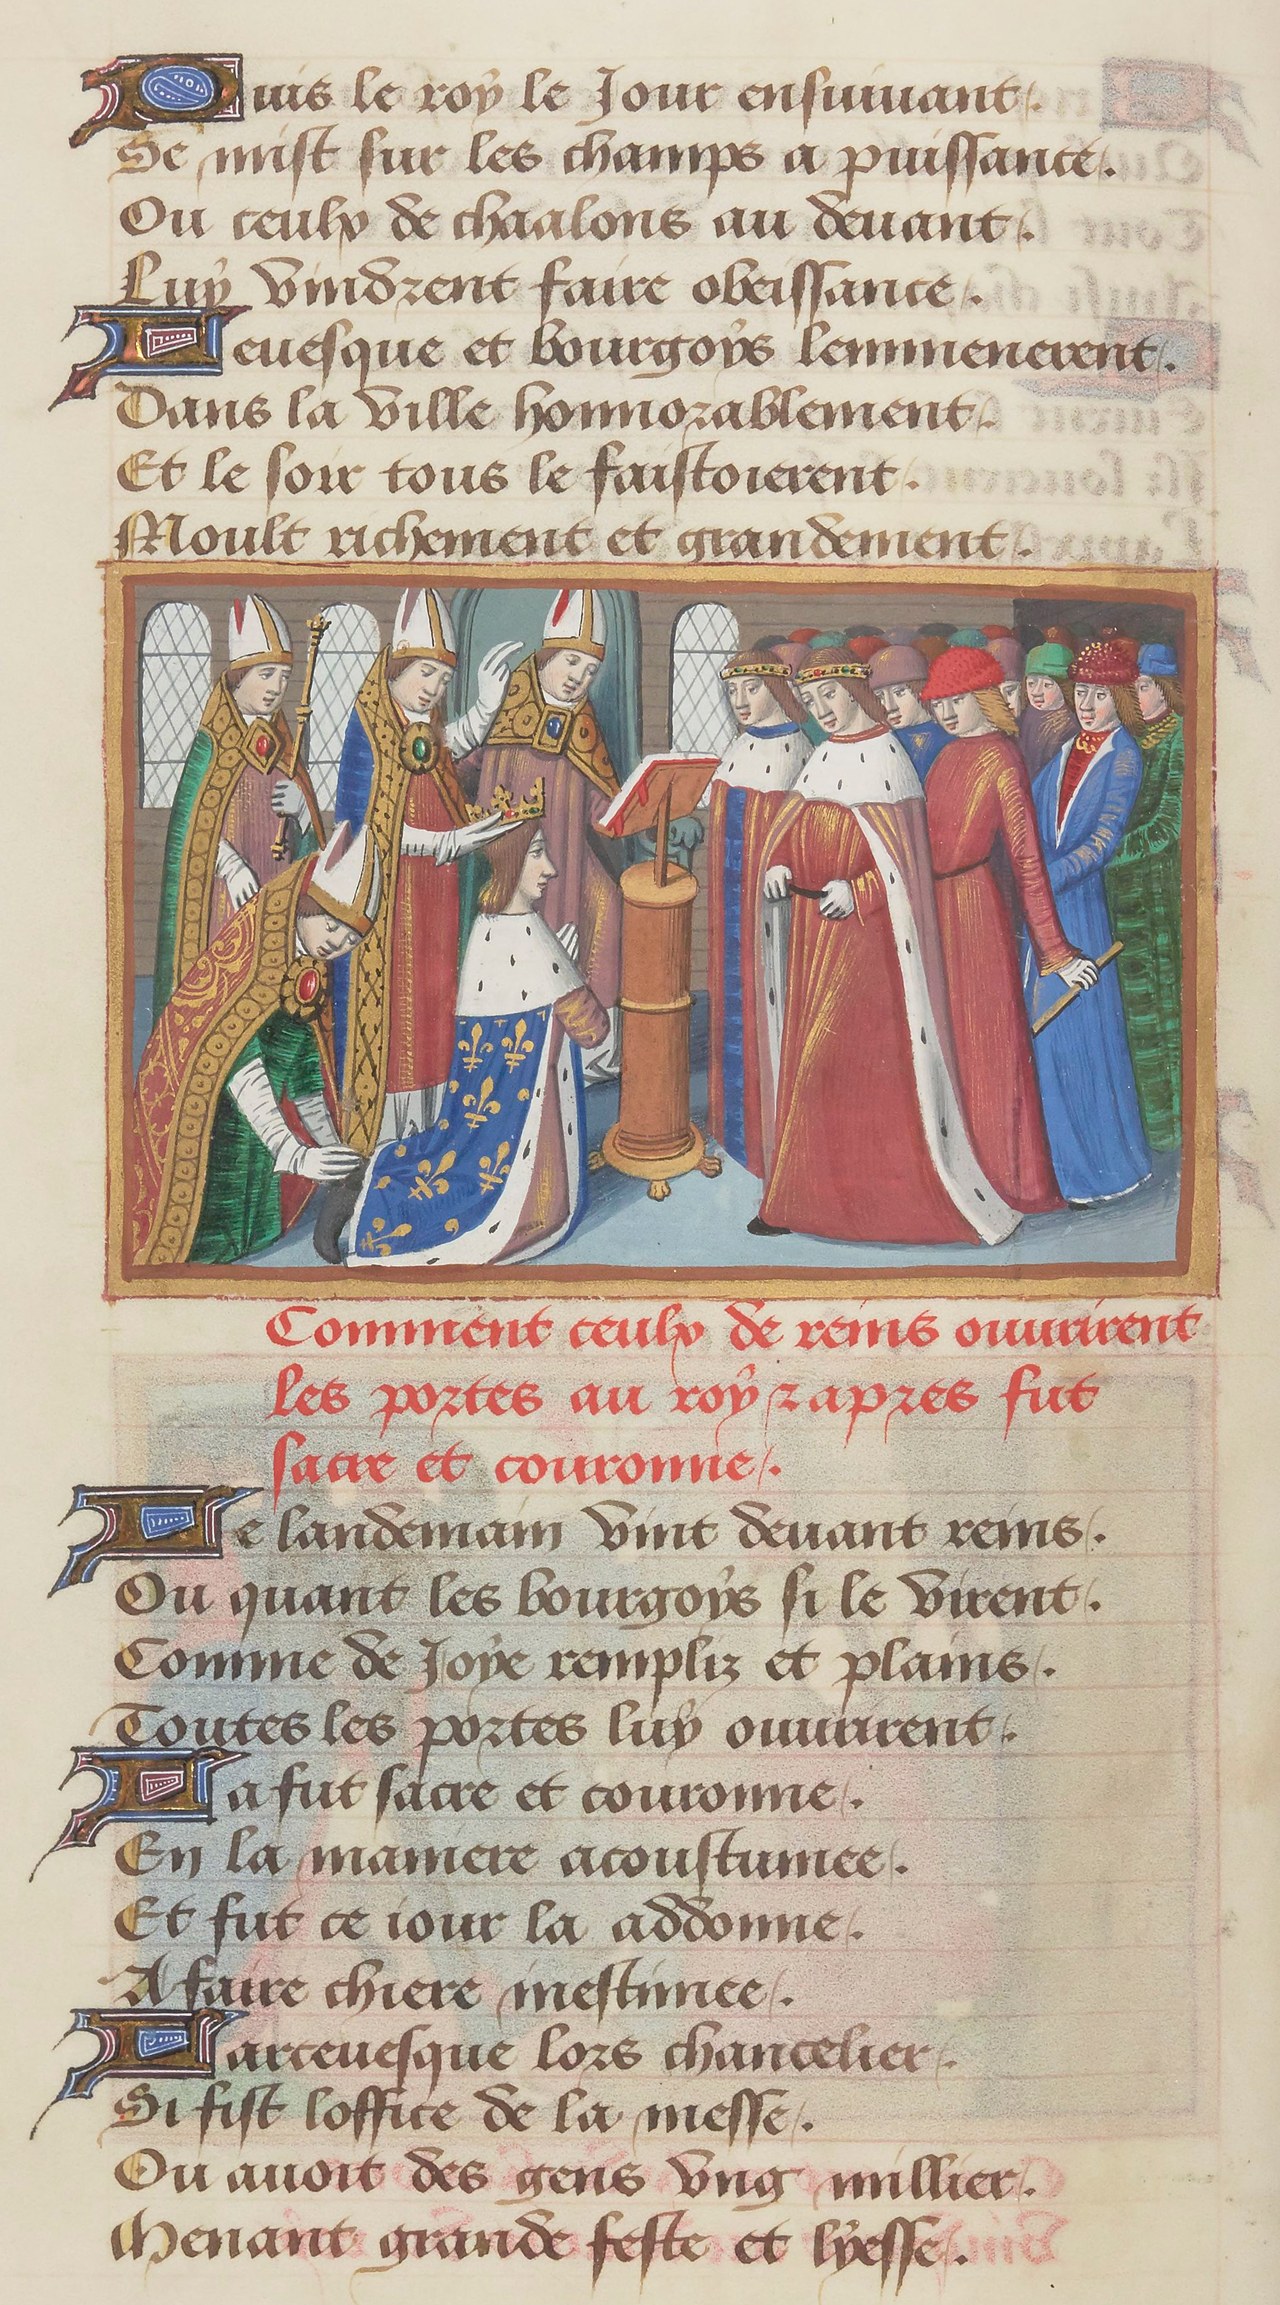 Puis le roy le Jour ensuiuant.
Se mist sur les champs a puissance.
Ou ceulx de chaalons au deuant.
Luy vindrent faire obeissance.
Leuesque et bourgoys lemmenerent.
Dans la ville honnorablement.
Et le soir tous le faistoierent.
Moult richement et grandement.
Comment ceulx de reins ouurirent
les portes au roy ⁊ apres fut
sacre et couronne.
Le landemain vint deuant reins.
Ou quant les bourgoys si le virent.
Comme de Joye rempliz et plains.
Toutes les portes luy ouurirent.
La fut sacre et couronne.
En la maniere acoustumee.
Et fut ce iour la addonne.
A faire chiere inestimee.
Larceuesque lors chancelier.
Si fist loffice de la messe.
Ou auoit des gens vng millier.
Menant grande feste et lyesse.